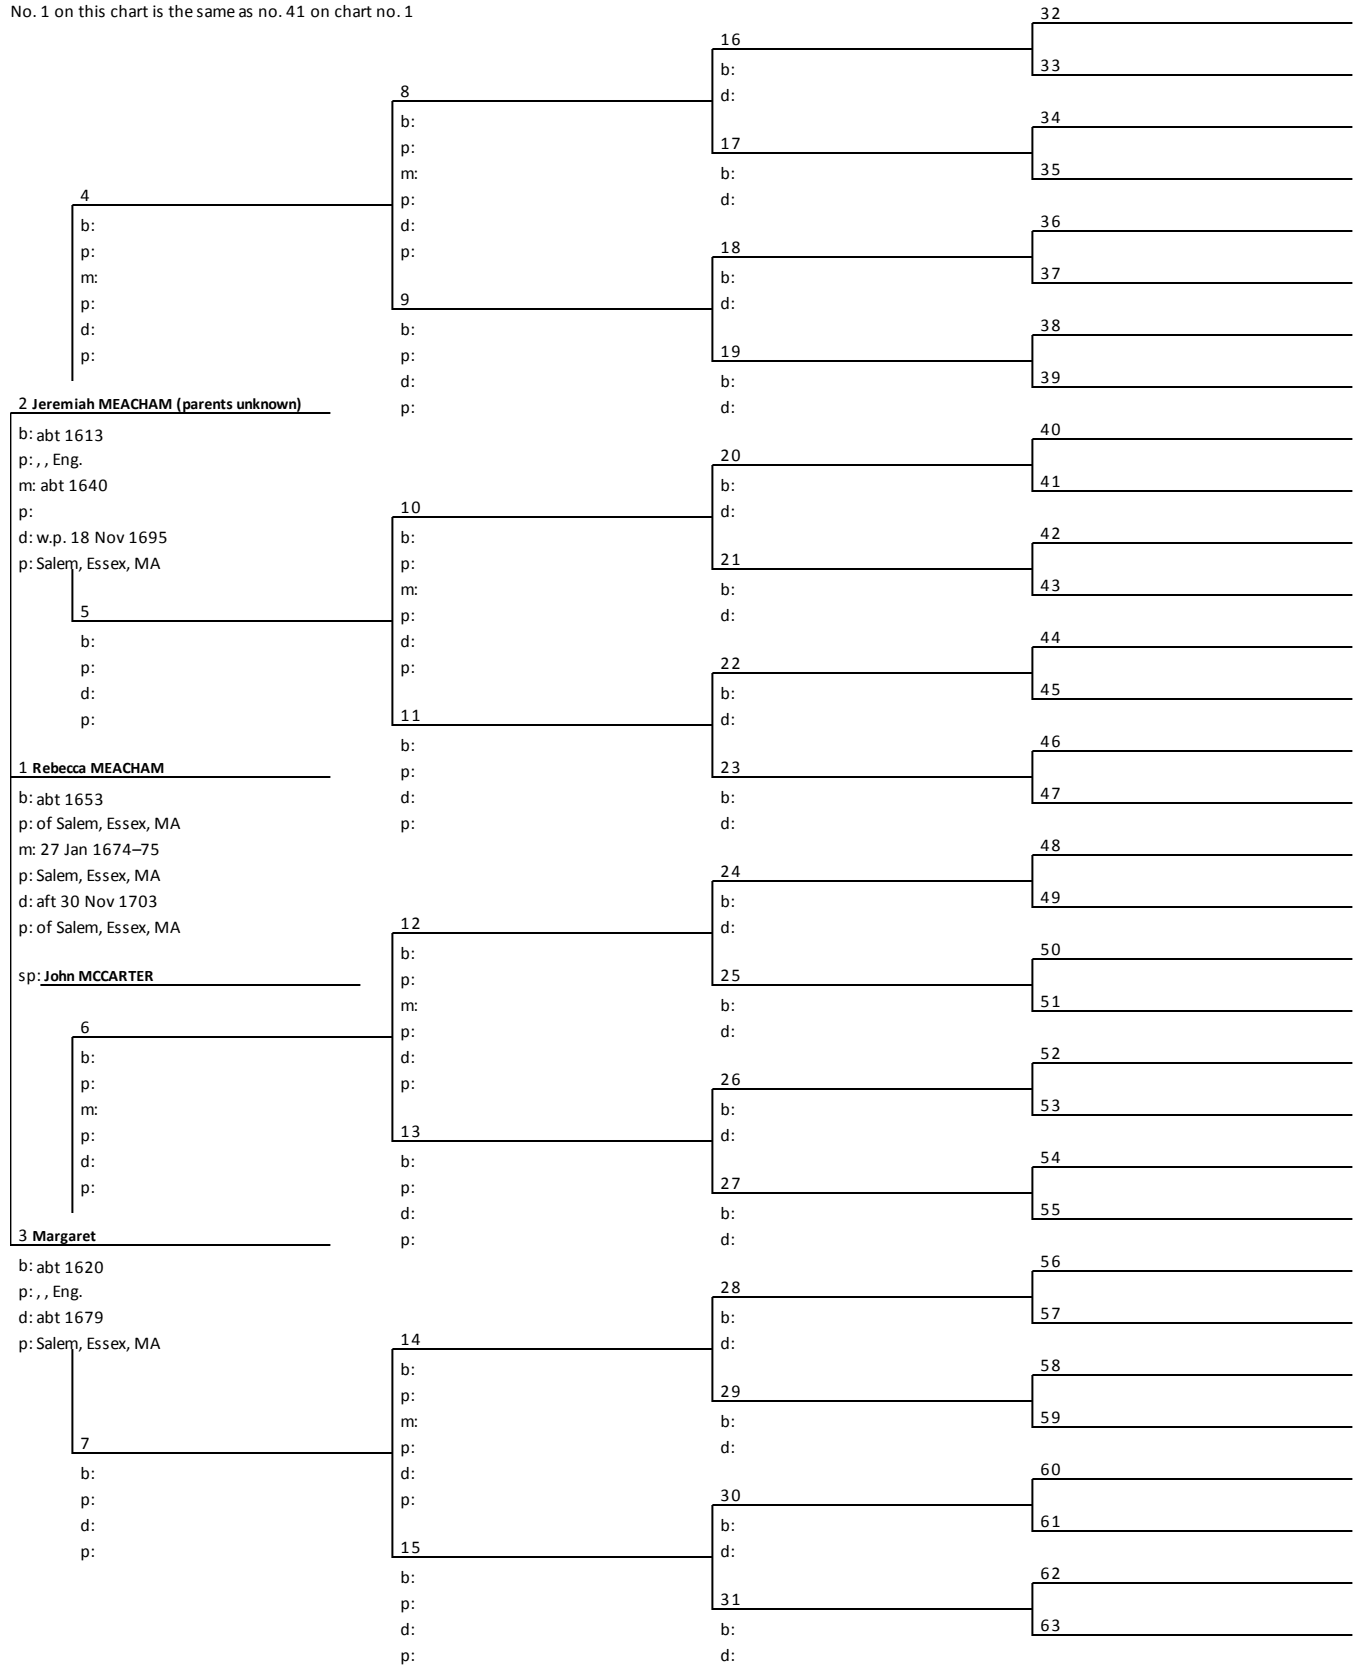 No. 1 on this chart is the same as no. 41 on chart no. 1
2 Jeremiah MEACHAM (parents unknown)
b: abt 1613
p: , , Eng.
m: abt 1640
p:
d: w.p. 18 Nov 1695
p: Salem, Essex, MA
1 Rebecca MEACHAM
b: abt 1653
p: of Salem, Essex, MA
m: 27 Jan 1674–75
p: Salem, Essex, MA
d: aft 30 Nov 1703
p: of Salem, Essex, MA
sp: John MCCARTER
3 Margaret
b: abt 1620
p: , , Eng.
d: abt 1679
p: Salem, Essex, MA
4
b:
p:
m:
p:
d:
p:
5
b:
p:
d:
p:
6
b:
p:
m:
p:
d:
p:
7
b:
p:
d:
p:
8
b:
p:
m:
p:
d:
p:
9
b:
p:
d:
p:
10
b:
p:
m:
p:
d:
p:
11
b:
p:
d:
p:
12
b:
p:
m:
p:
d:
p:
13
b:
p:
d:
p:
14
b:
p:
m:
p:
d:
p:
15
b:
p:
d:
p:
16
b:
d:
17
b:
d:
18
b:
d:
19
b:
d:
20
b:
d:
21
b:
d:
22
b:
d:
23
b:
d:
24
b:
d:
25
b:
d:
26
b:
d:
27
b:
d:
28
b:
d:
29
b:
d:
30
b:
d:
31
b:
d:
32
33
34
35
36
37
38
39
40
41
42
43
44
45
46
47
48
49
50
51
52
53
54
55
56
57
58
59
60
61
62
63